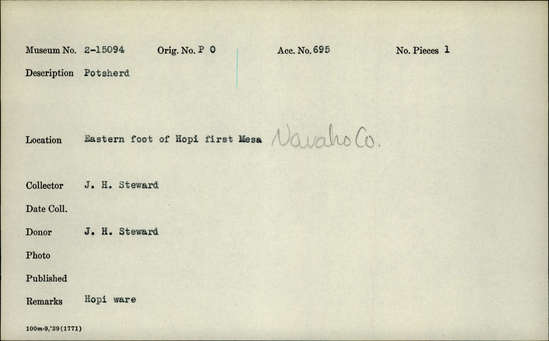 Museum No. 2-15094 Orig. No. P 0 Acc. No. 695 No. Pieces 1
Description Potsherd
Location Eastern foot of Hopi first Mesa Navaho Co.
Collector J. H. Steward
Date Coll.
Donor J. H. Steward
Photo
Published
Remarks Hopi ware
100m-9,'39(1771)